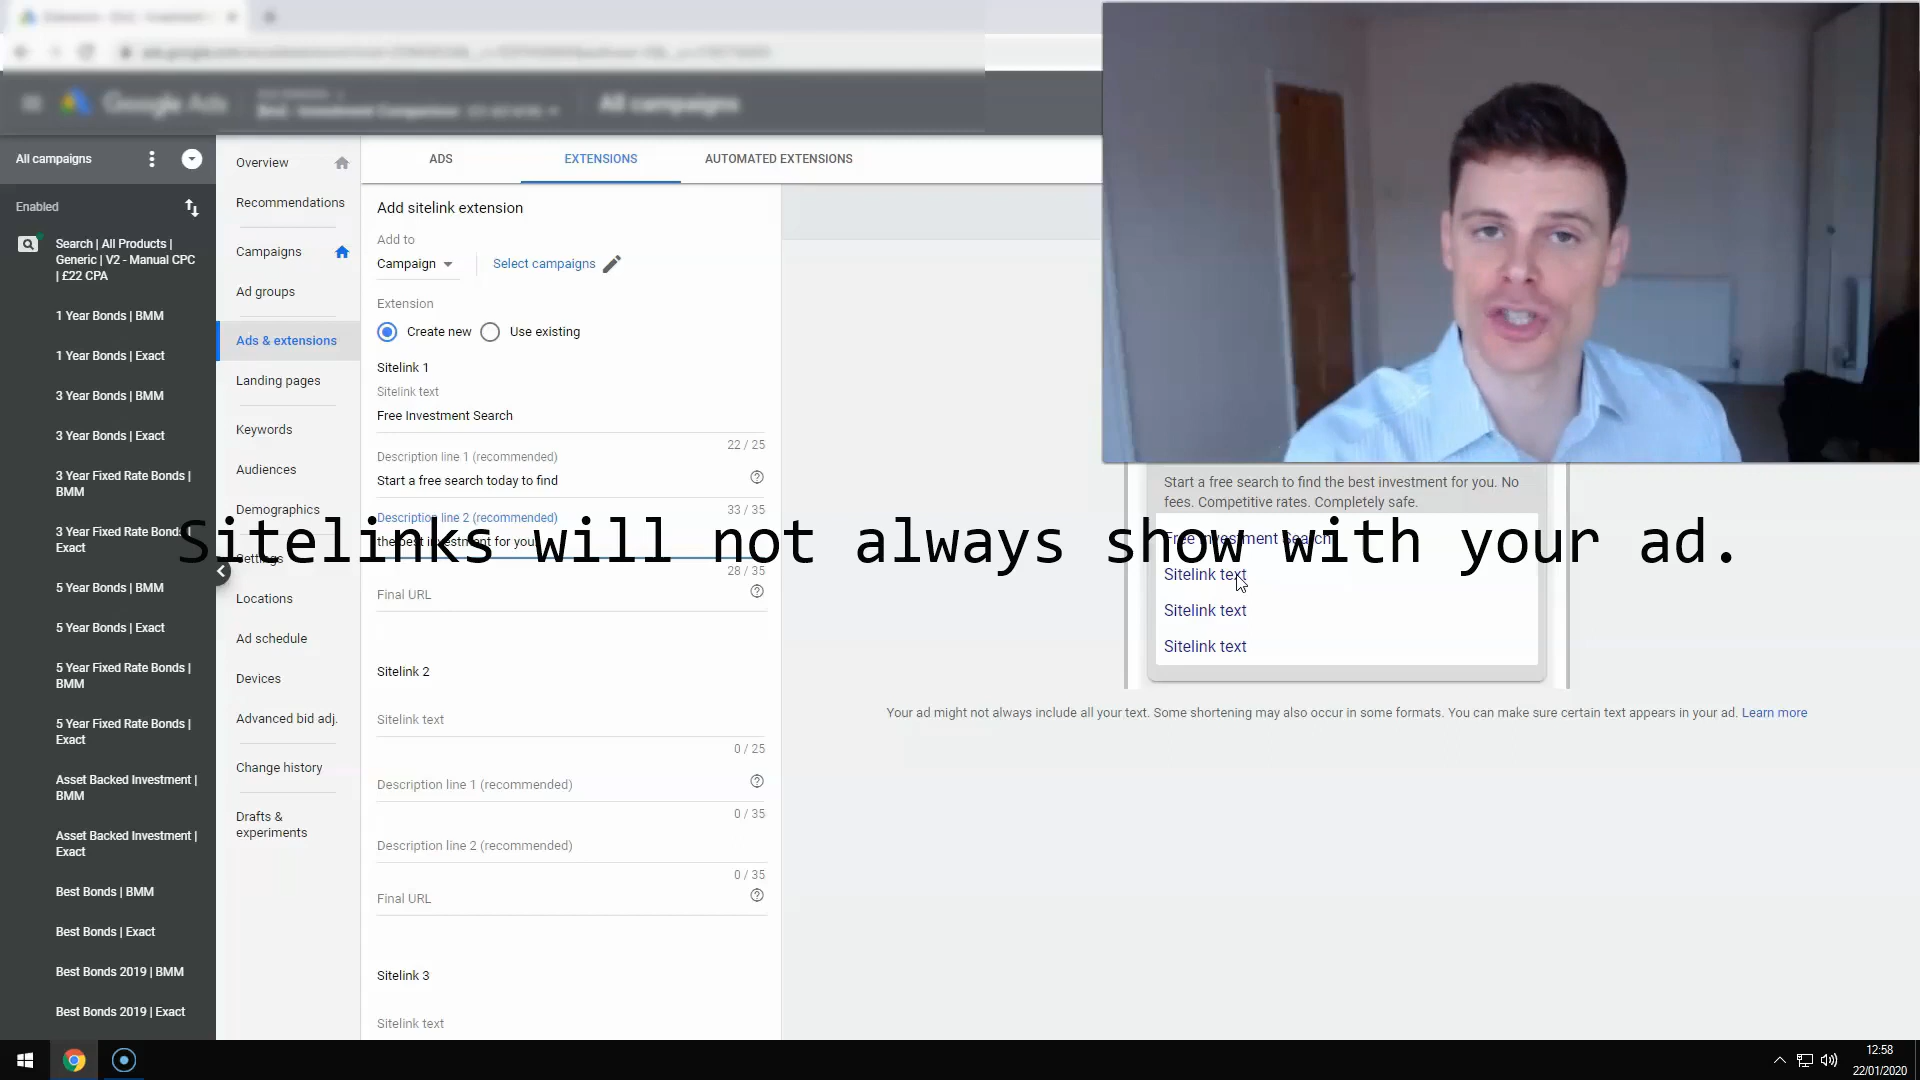 Google Ads
All campaigns
All campaigns
Enabled
Search | All Products |
Generic | V2 - Manual CPC
| £22 CPA
1 Year Bonds | BMM
1 Year Bonds | Exact
3 Year Bonds | BMM
3 Year Bonds | Exact
3 Year Fixed Rate Bonds |
BMM
3 Year Fixed Rate Bonds |
Exact
5 Year Bonds | BMM
5 Year Bonds | Exact
5 Year Fixed Rate Bonds |
BMM
5 Year Fixed Rate Bonds |
Exact
Asset Backed Investment |
BMM
Asset Backed Investment |
Exact
Best Bonds | BMM
Best Bonds | Exact
Best Bonds 2019 | BMM
Best Bonds 2019 | Exact
Overview
Recommendations
Campaigns
Ad groups
Ads & extensions
Landing pages
Keywords
Audiences
Demographics
Settings
Locations
Ad schedule
Devices
Advanced bid adj.
Change history
Drafts &
experiments
ADS
EXTENSIONS
AUTOMATED EXTENSIONS
Add sitelink extension
Add to
Campaign
Select campaigns
Extension
Create new
Use existing
Sitelink 1
Sitelink text
Free Investment Search
22 / 25
Description line 1 (recommended)
Start a free search today to find
33 / 35
Description line 2 (recommended)
the best investment for you.
28 / 35
Final URL
Sitelink 2
Sitelink text
0 / 25
Description line 1 (recommended)
0 / 35
Description line 2 (recommended)
0 / 35
Final URL
Sitelink 3
Sitelink text
Sitelinks will not always show with your ad.
Start a free search to find the best investment for you. No
fees. Competitive rates. Completely safe.
Free Investment Search
Sitelink text
Sitelink text
Sitelink text
Your ad might not always include all your text. Some shortening may also occur in some formats. You can make sure certain text appears in your ad. Learn more
12:58
22/01/2020